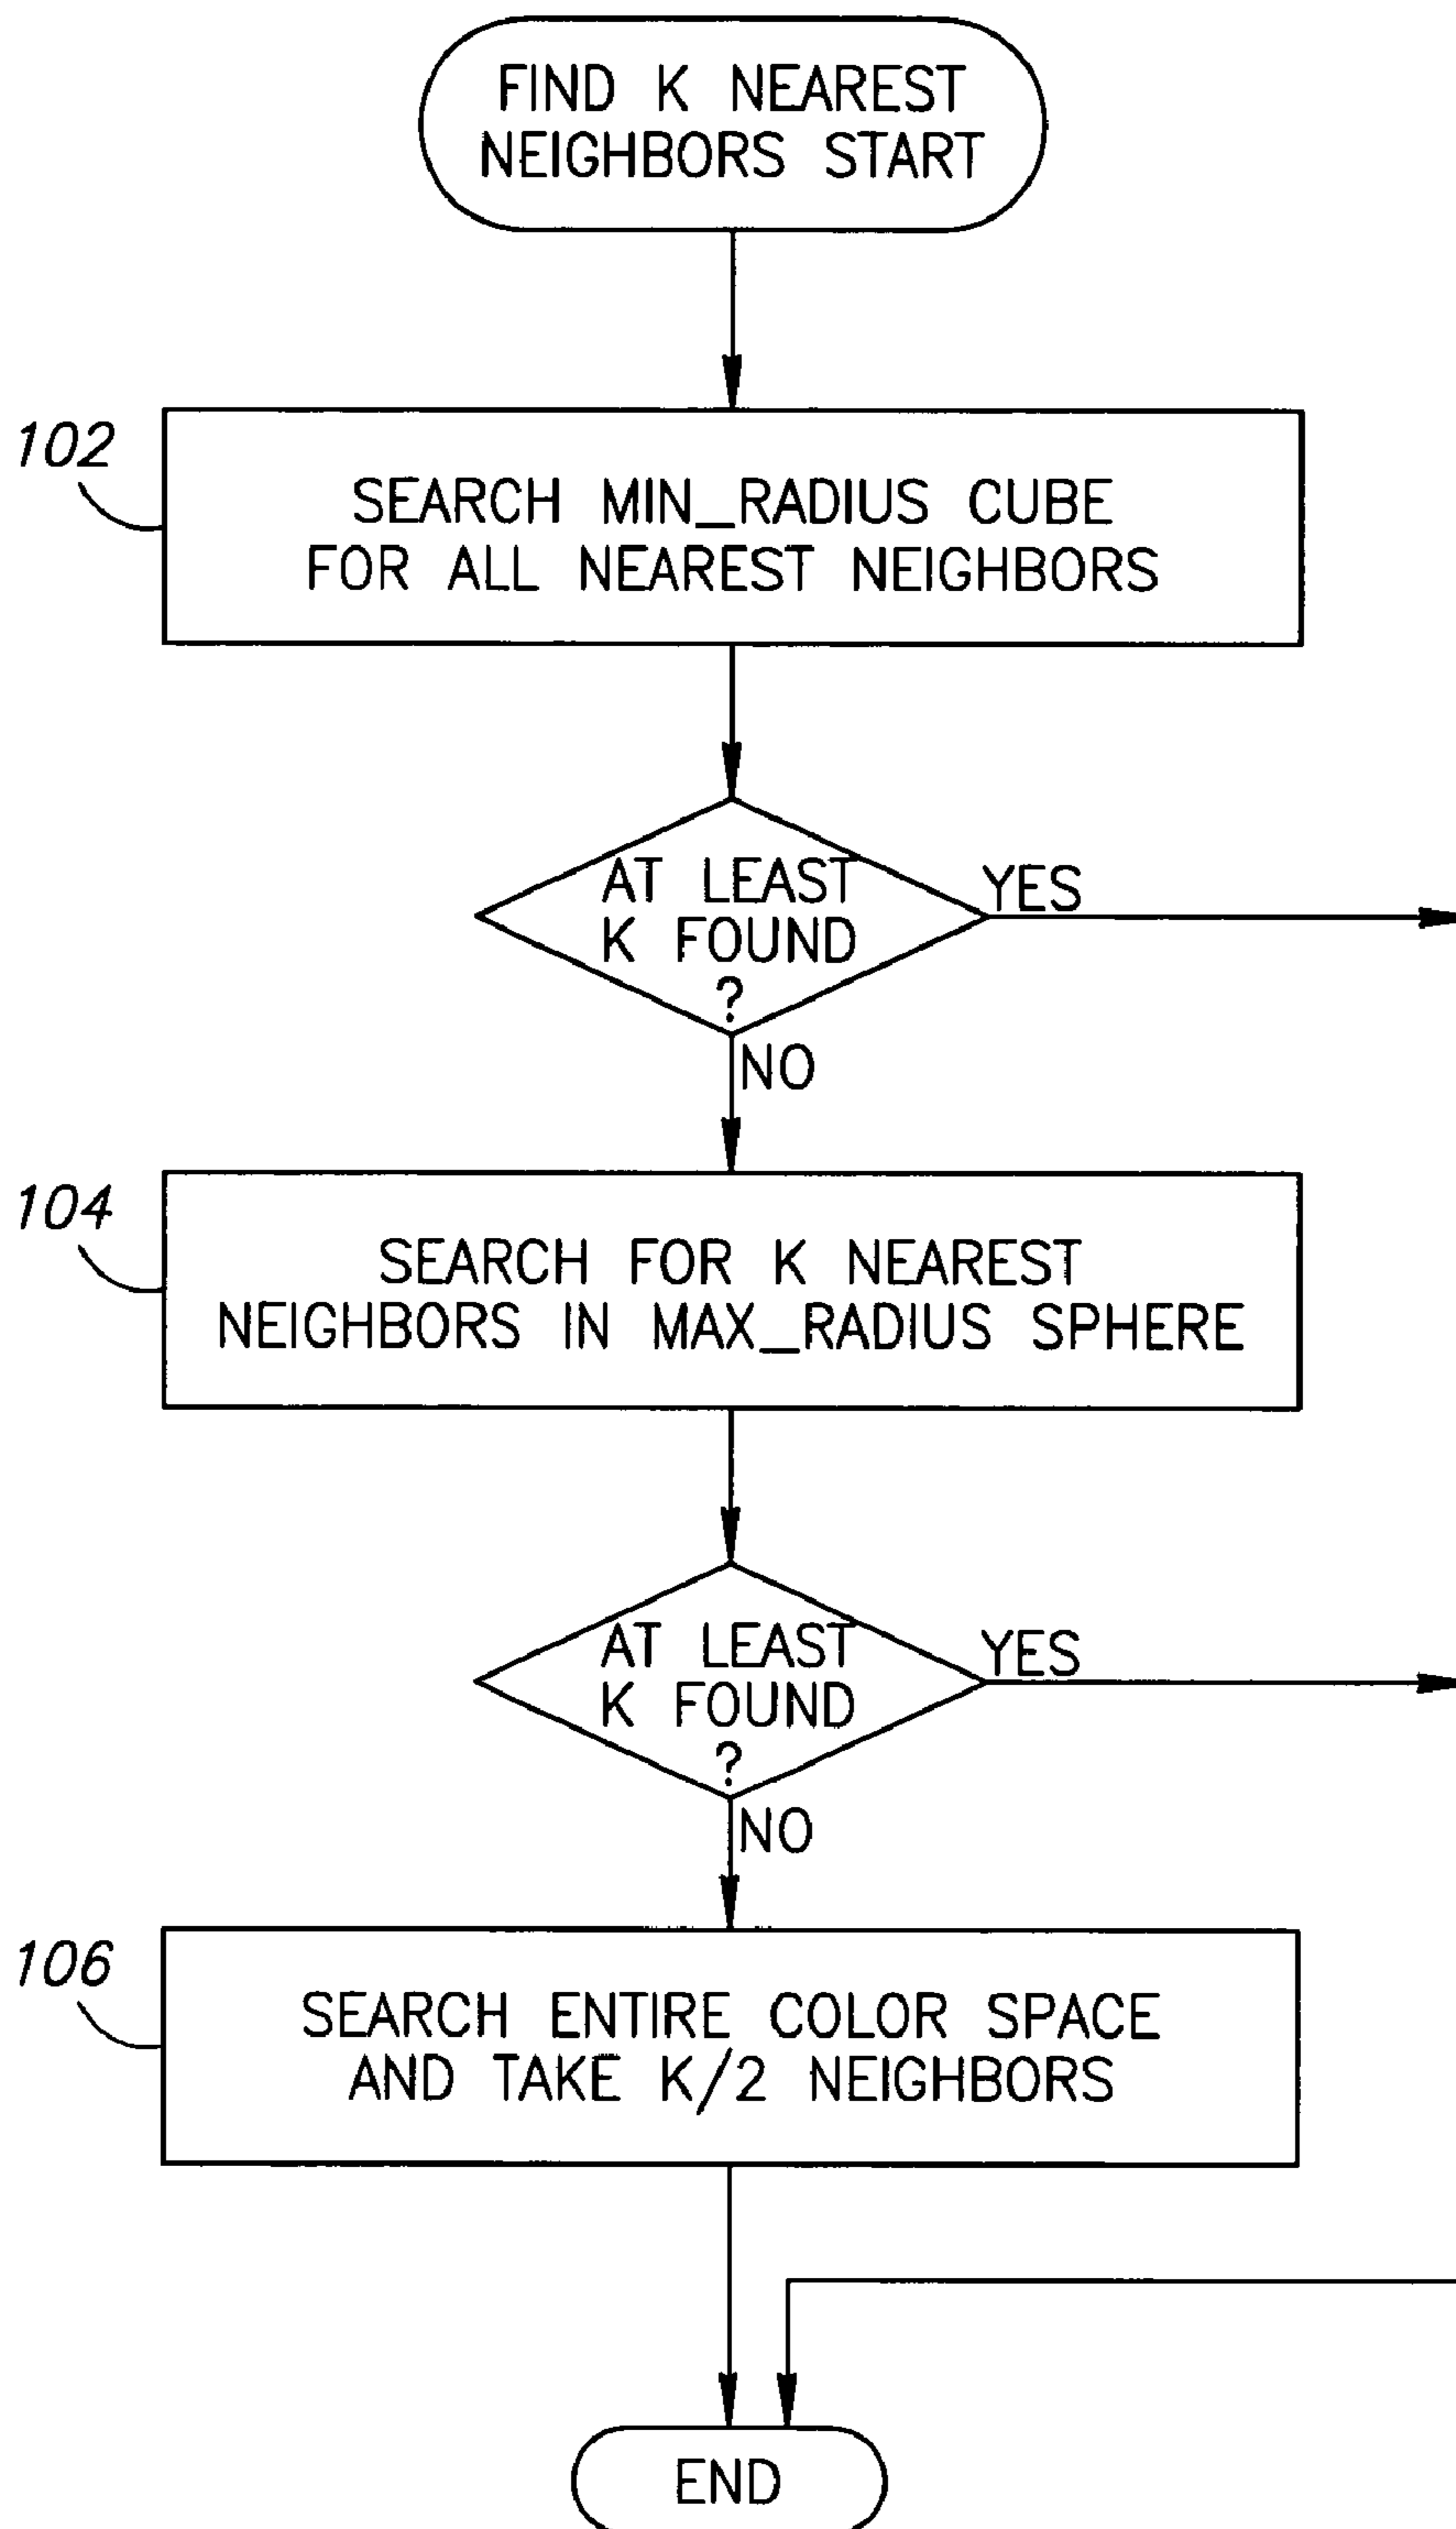 FIND K NEAREST
NEIGHBORS START
102
SEARCH MIN_RADIUS CUBE
FOR ALL NEAREST NEIGHBORS
AT LEAST
K FOUND
?
YES
NO
104
SEARCH FOR K NEAREST
NEIGHBORS IN MAX_RADIUS SPHERE
AT LEAST
K FOUND
?
YES
NO
106
SEARCH ENTIRE COLOR SPACE
AND TAKE K/2 NEIGHBORS
END